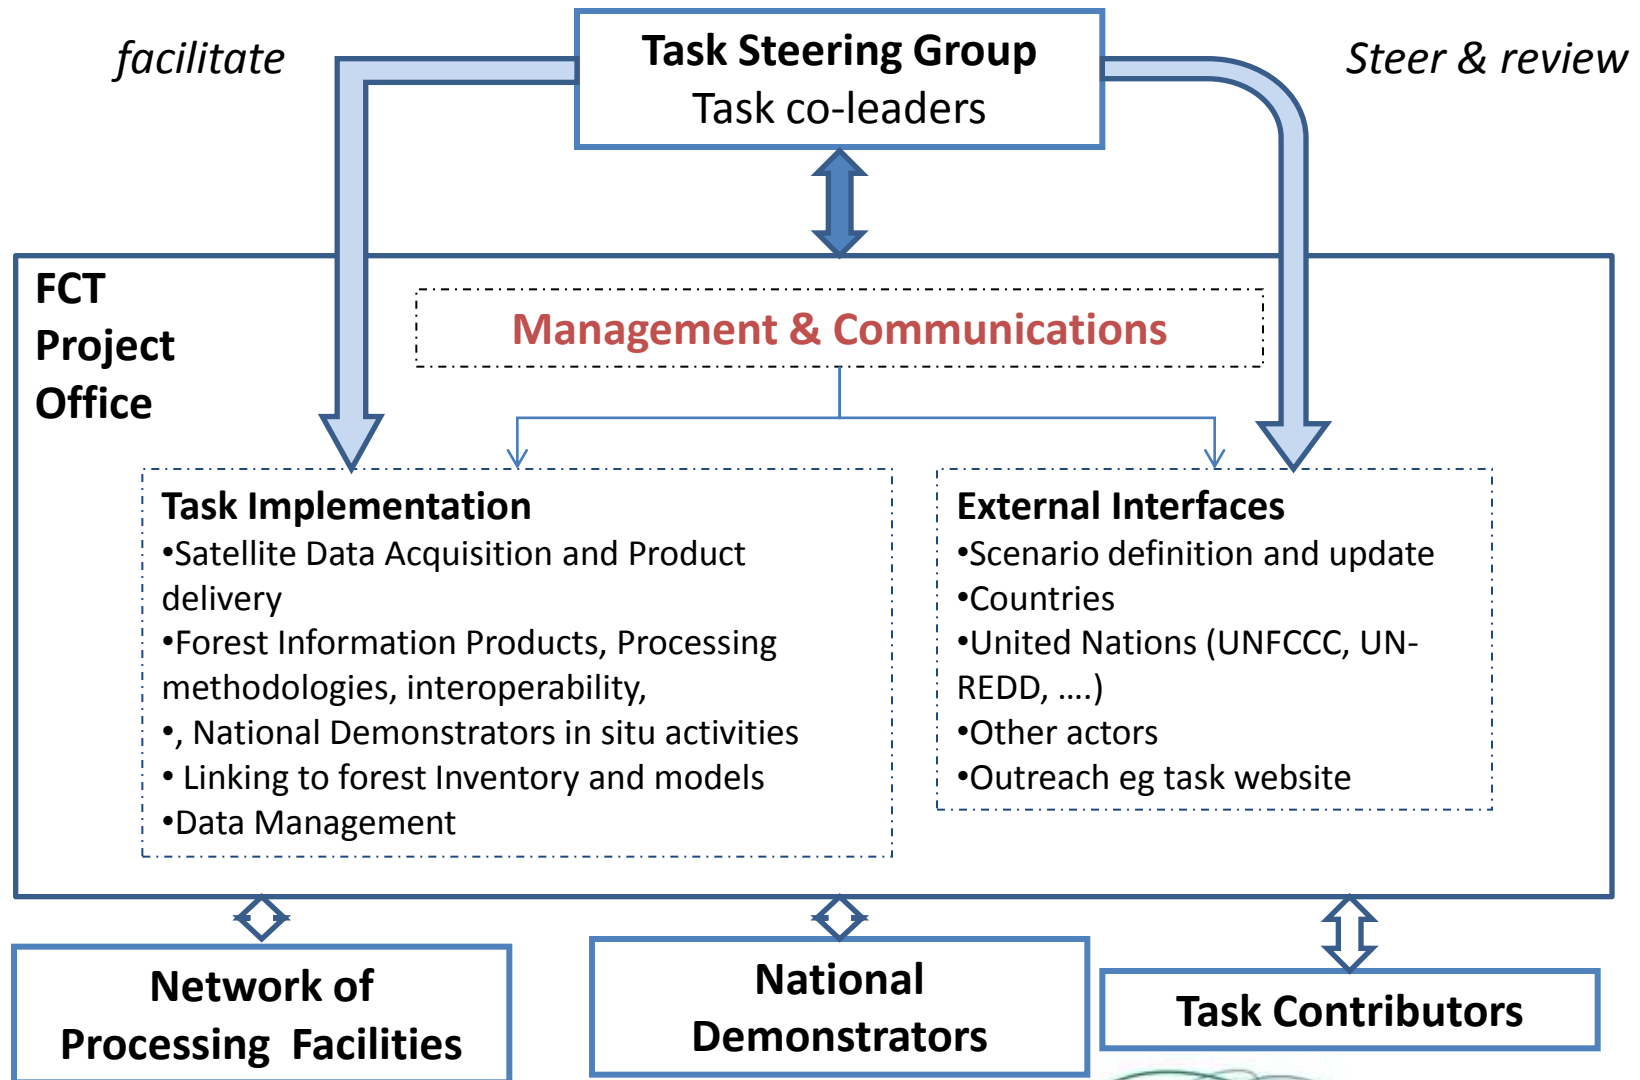 facilitate
Task Steering Group
Task co-leaders
Steer & review
FCT
Project
Office
Management & Communications
Task Implementation
•Satellite Data Acquisition and Product
delivery
•Forest Information Products, Processing
methodologies, interoperability,
•, National Demonstrators in situ activities
• Linking to forest Inventory and models
•Data Management
External Interfaces
•Scenario definition and update
•Countries
•United Nations (UNFCCC, UN-
REDD, ....)
•Other actors
•Outreach eg task website
Network of
Processing  Facilities
National
Demonstrators
Task Contributors